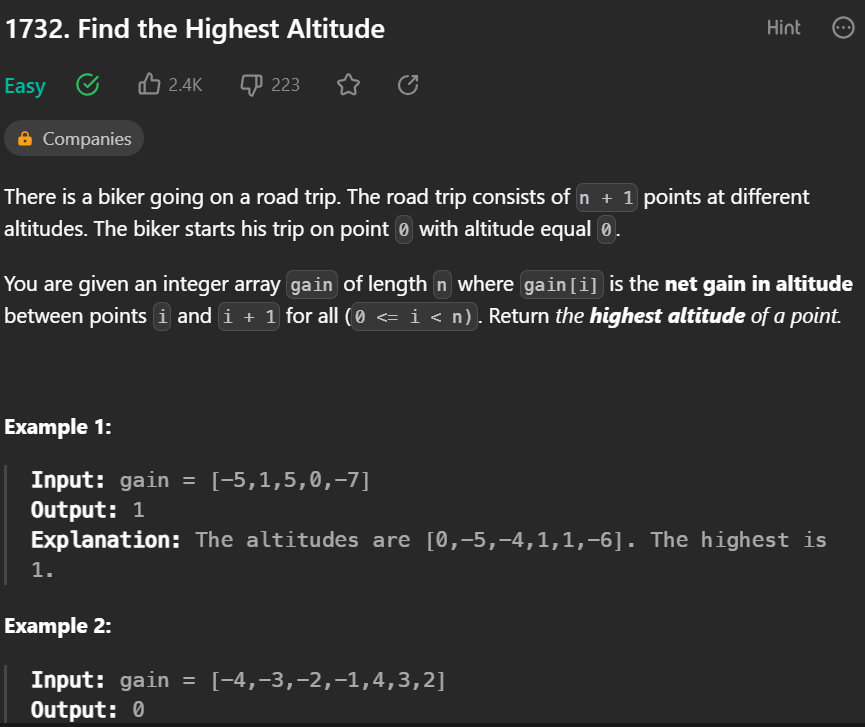 1732. Find the Highest Altitude
Hint
Easy
2.4K
223
Companies
There is a biker going on a road trip. The road trip consists of n + 1 points at different
altitudes. The biker starts his trip on point 0 with altitude equal 0.
You are given an integer array gain of length n where gain[i] is the net gain in altitude
between points i and i + 1 for all (0 <= i < n). Return the highest altitude of a point.
Example 1:
Input: gain = [-5,1,5,0,-7]
Output: 1
Explanation: The altitudes are [0,-5,-4,1,1,-6]. The highest is
1.
Example 2:
Input: gain = [-4,-3,-2,-1,4,3,2]
Output: 0